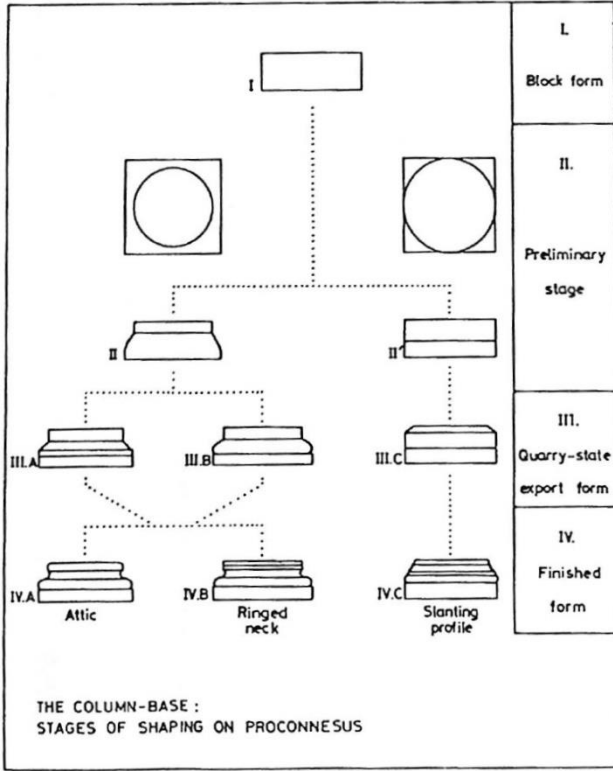 I.
Block form
I
II.
Preliminary
stage
II
II'
III.
Quarry-state
export form
III.A
III.B
III.C
IV.
Finished
form
IV.A
Attic
IV.B
Ringed
neck
IV.C
Slanting
profile
THE COLUMN-BASE :
STAGES OF SHAPING ON PROCONNESUS